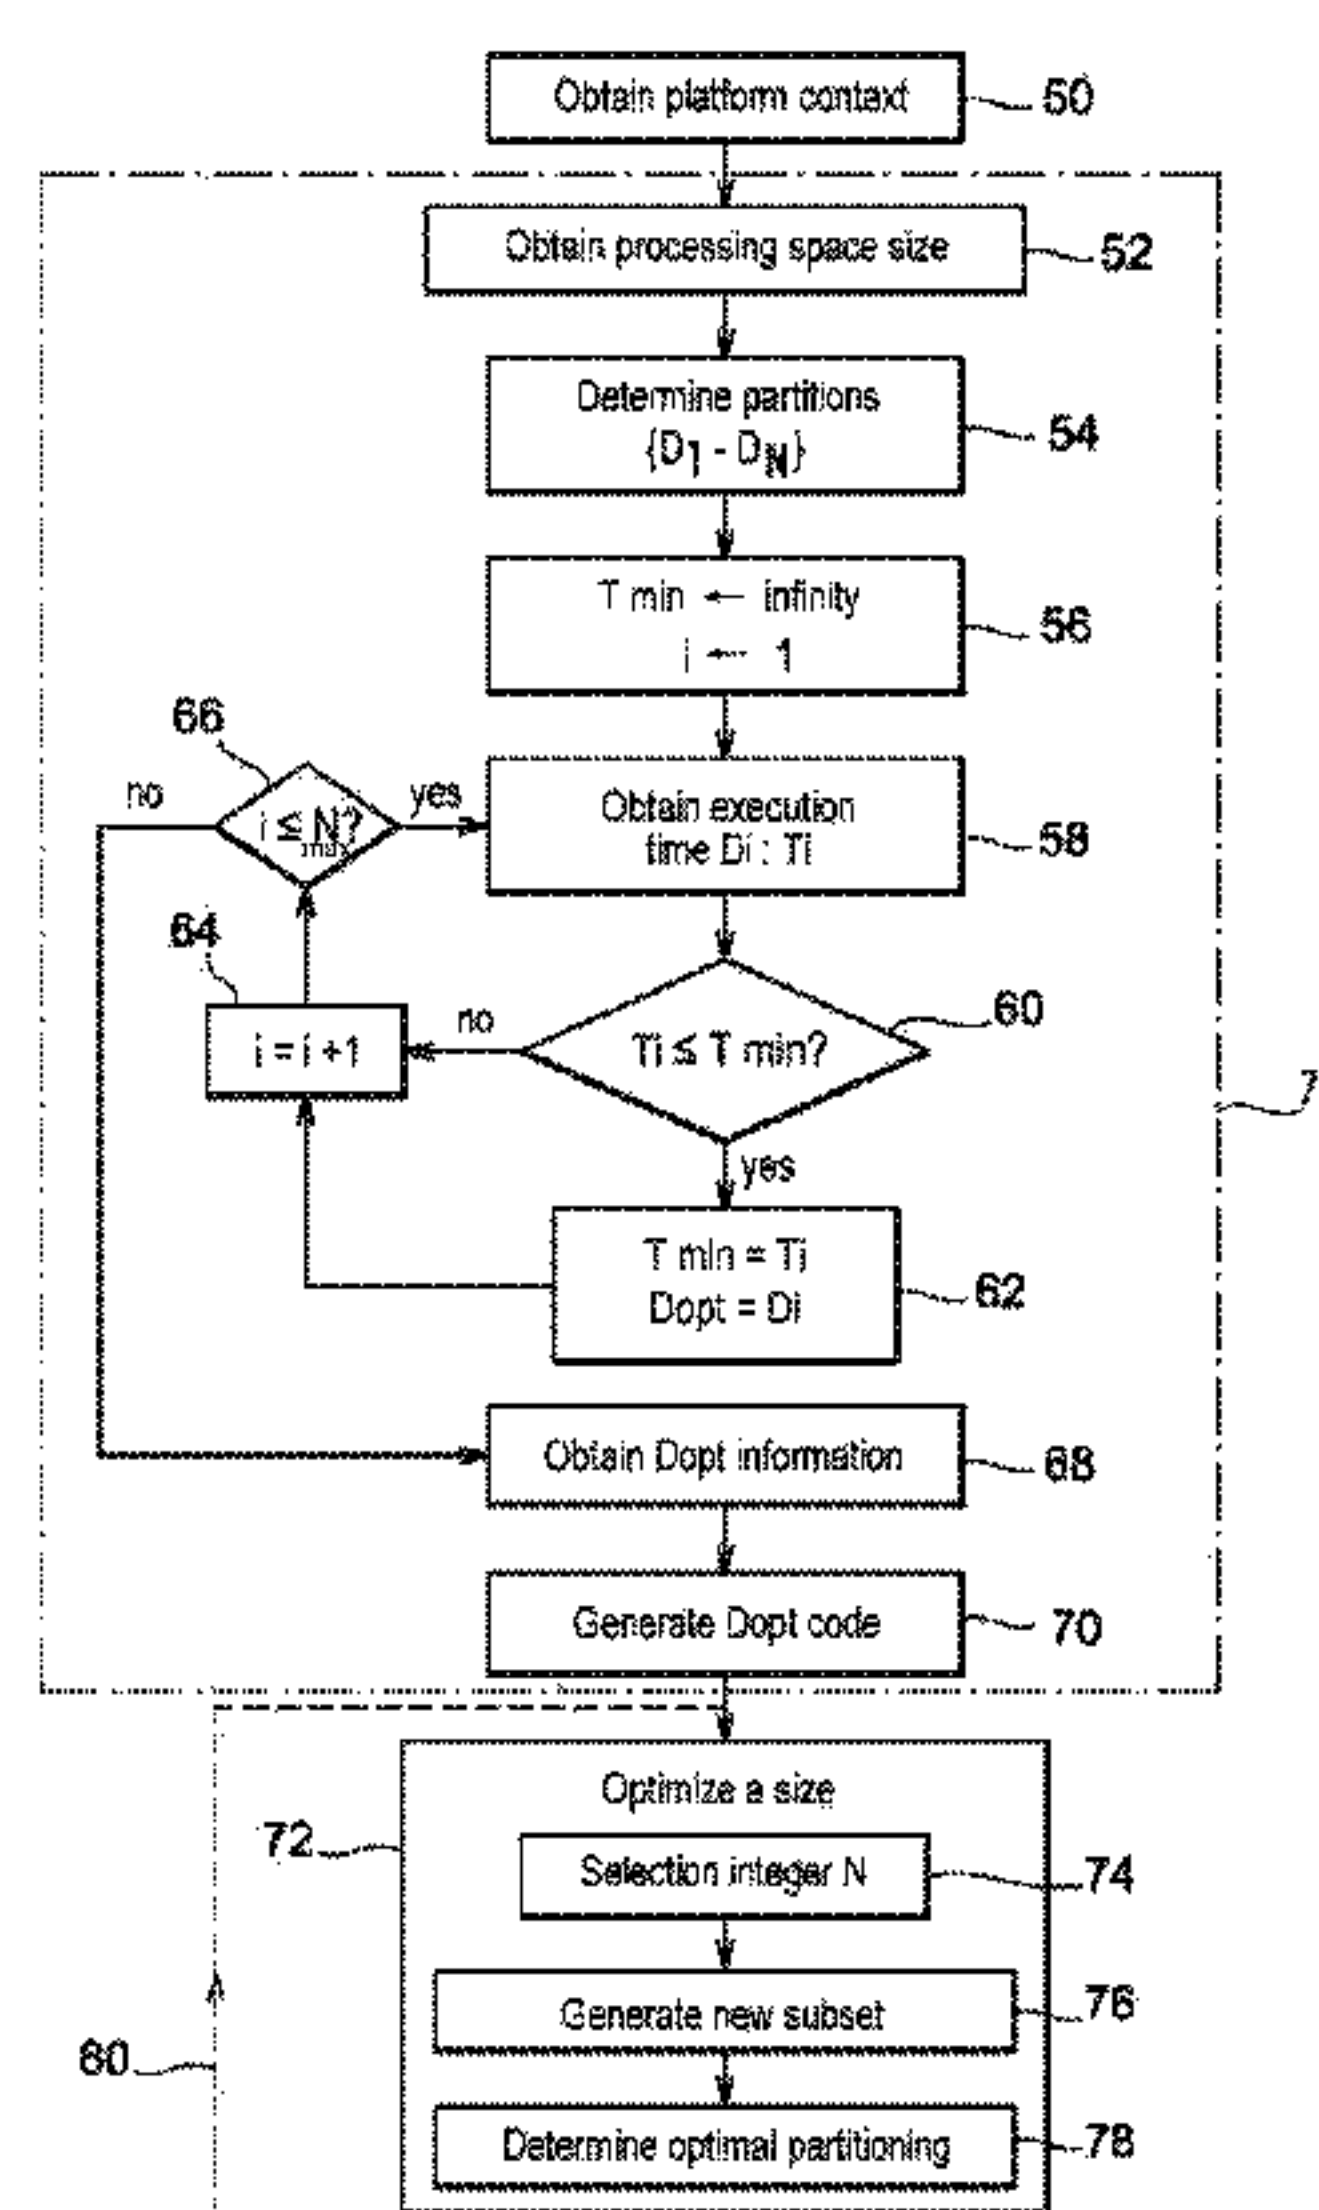 Obtain platform context
50
Obtain processing space size
52
Determine partitions
{D1 - DN}
54
T min ← infinity
i ← 1
56
66
no
i ≤ N?
max
yes
Obtain execution
time Di : Ti
58
64
i = i +1
no
Ti ≤ T min?
60
7
yes
T min = Ti
Dopt = Di
62
Obtain Dopt information
68
Generate Dopt code
70
Optimize a size
72
Selection integer N
74
Generate new subset
76
80
Determine optimal partitioning
78